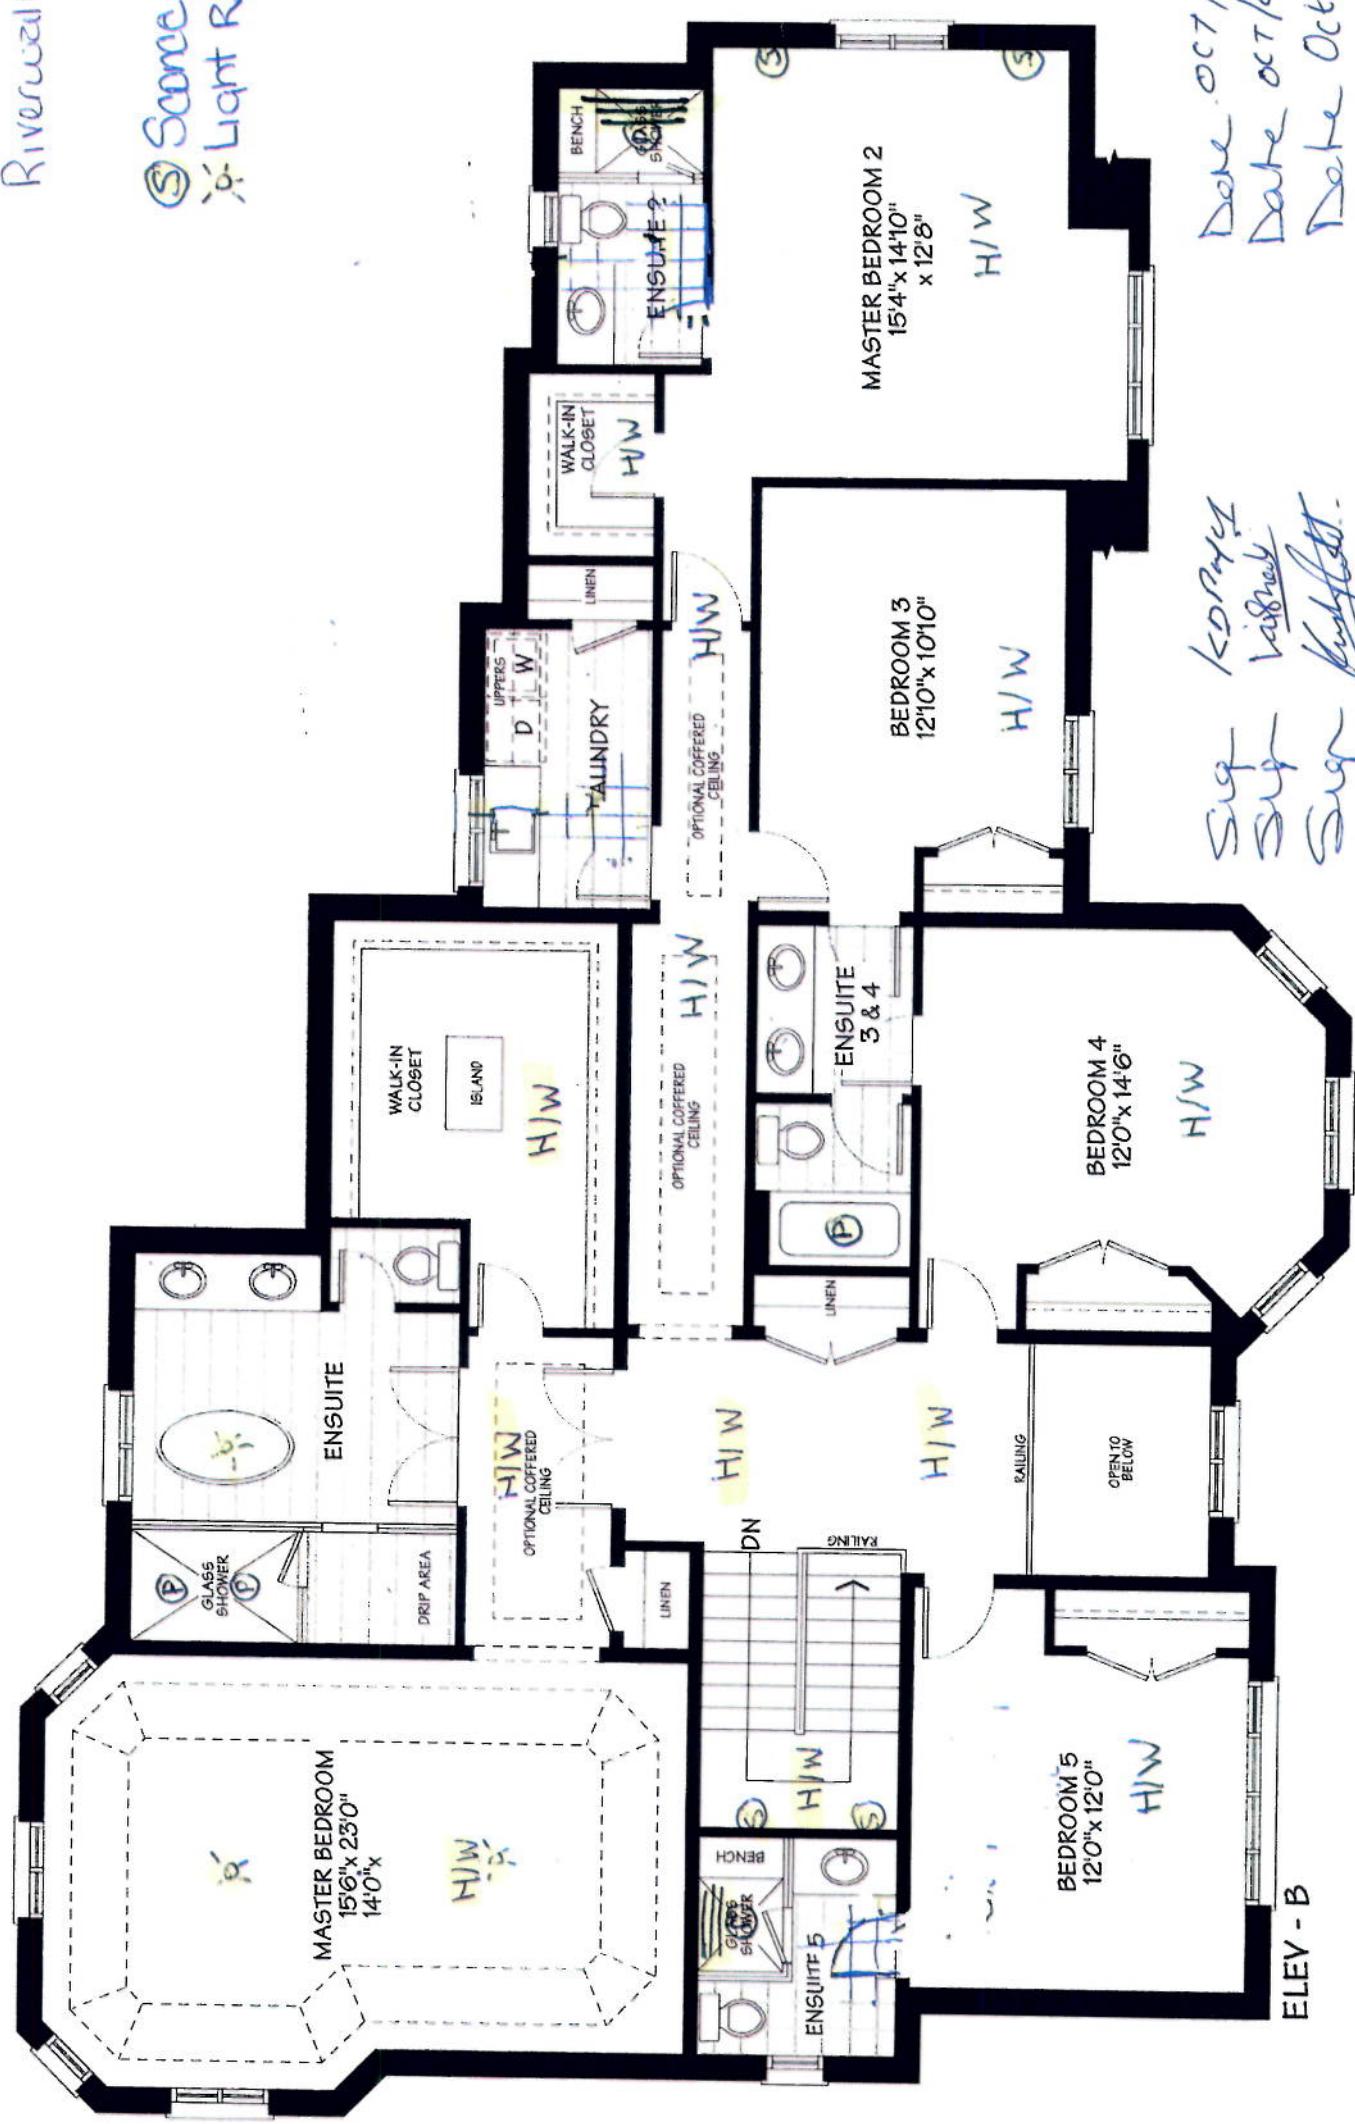 Riverwal
Ⓢ Sconce
☼ Light R
BENCH
GLASS
SHOWER
ENSUITE 2
MASTER BEDROOM 2
15'4" x 14'10"
x 12'8"
H/W
Ⓢ
Ⓢ
WALK-IN
CLOSET
H/W
LINEN
UPPERS
D W
LAUNDRY
H/W
OPTIONAL COFFERED
CEILING
BEDROOM 3
12'10" x 10'10"
H/W
WALK-IN
CLOSET
ISLAND
H/W
H/W
OPTIONAL COFFERED
CEILING
ENSUITE
3 & 4
Ⓟ
LINEN
BEDROOM 4
12'0" x 14'6"
H/W
ENSUITE
GLASS
SHOWER
Ⓟ
Ⓟ
DRIP AREA
H/W
OPTIONAL COFFERED
CEILING
LINEN
H/W
H/W
DN
RAILING
RAILING
OPEN TO
BELOW
MASTER BEDROOM
15'6" x 23'0"
14'0" x
H/W
Ⓢ
H/W
Ⓢ
BENCH
GLASS
SHOWER
ENSUITE 5
BEDROOM 5
12'0" x 12'0"
H/W
ELEV - B
Sign
Date OCT/
Sign
Date OCT/
Sign
Date Oct